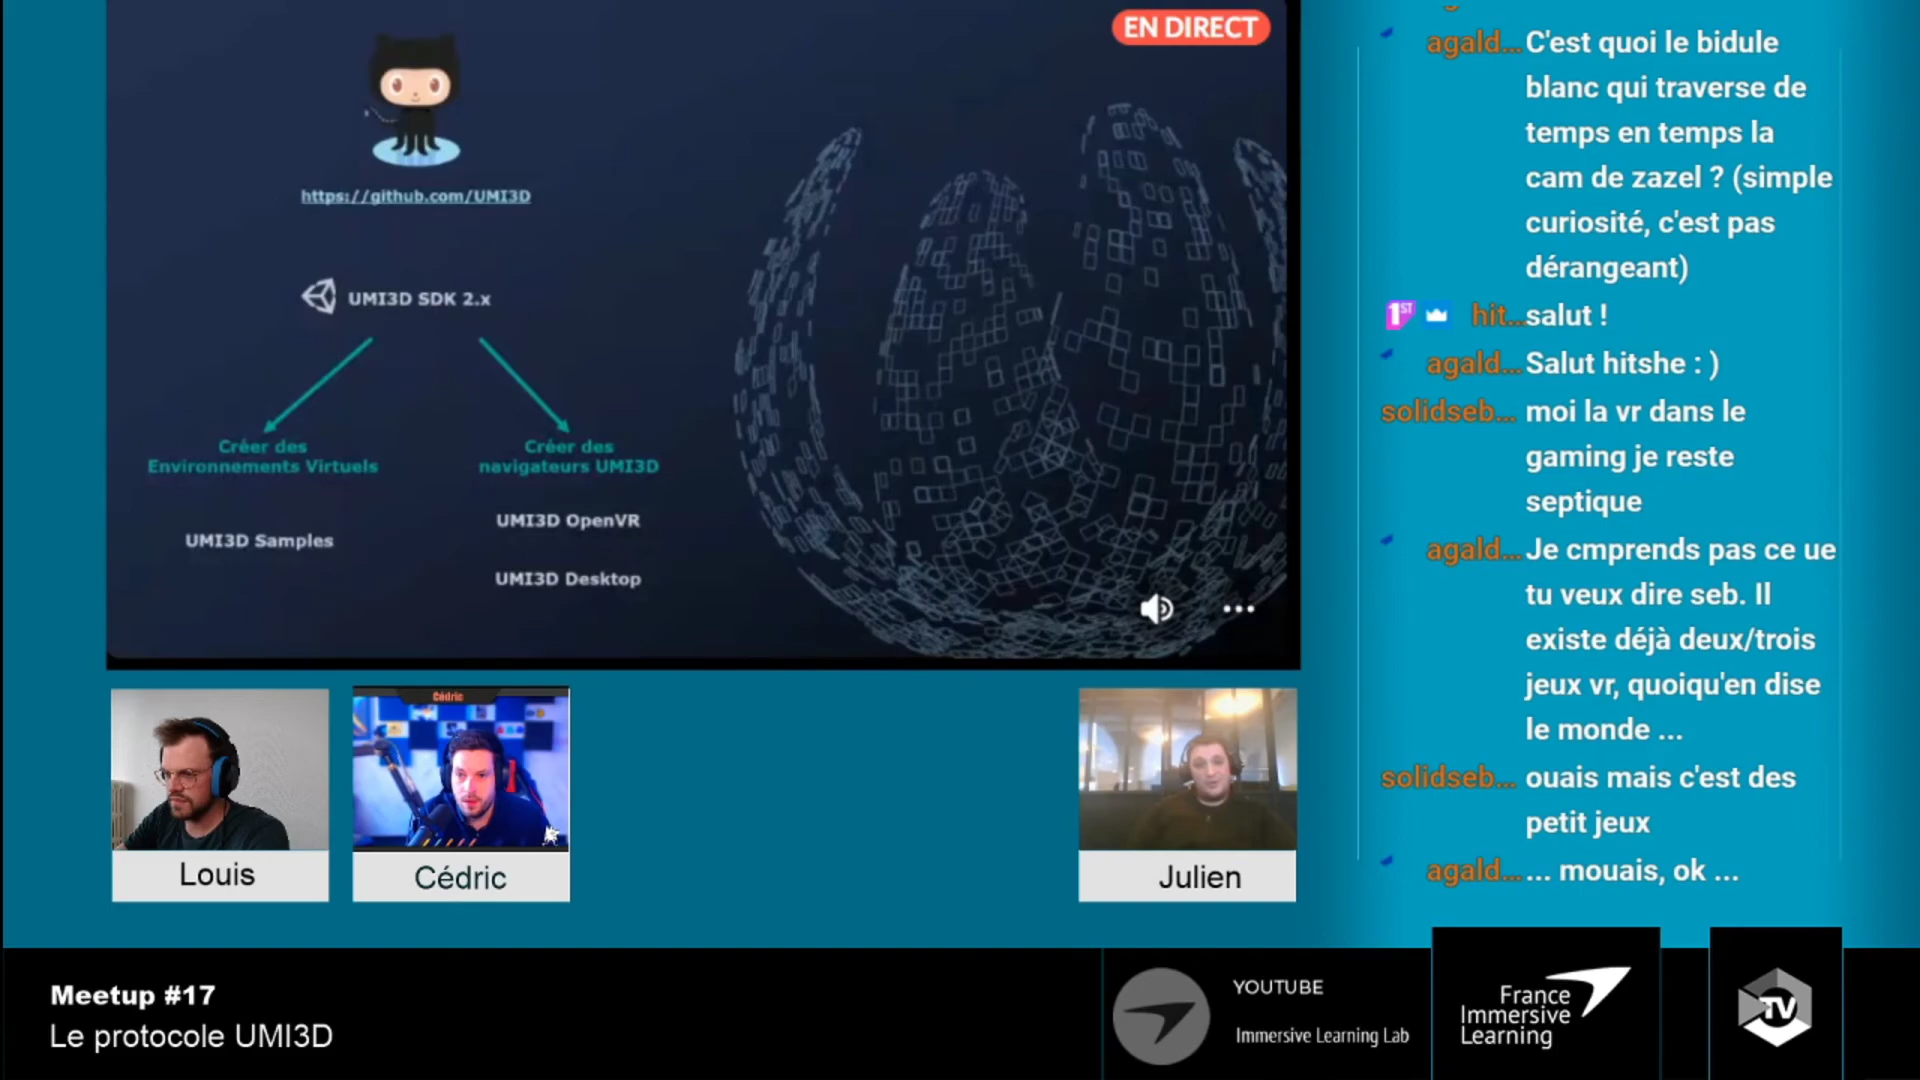 EN DIRECT
https://github.com/UMI3D
UMI3D SDK 2.x
Créer des
Environnements Virtuels
Créer des
navigateurs UMI3D
UMI3D Samples
UMI3D OpenVR
UMI3D Desktop
agald... C'est quoi le bidule
blanc qui traverse de
temps en temps la
cam de zazel ? (simple
curiosité, c'est pas
dérangeant)
1ST hit... salut !
agald... Salut hitshe : )
solidseb... moi la vr dans le
gaming je reste
septique
agald... Je cmprends pas ce ue
tu veux dire seb. Il
existe déjà deux/trois
jeux vr, quoiqu'en dise
le monde ...
solidseb... ouais mais c'est des
petit jeux
agald... ... mouais, ok ...
Cédric
Louis
Cédric
Julien
Meetup #17
Le protocole UMI3D
YOUTUBE
Immersive Learning Lab
France
Immersive
Learning
TV